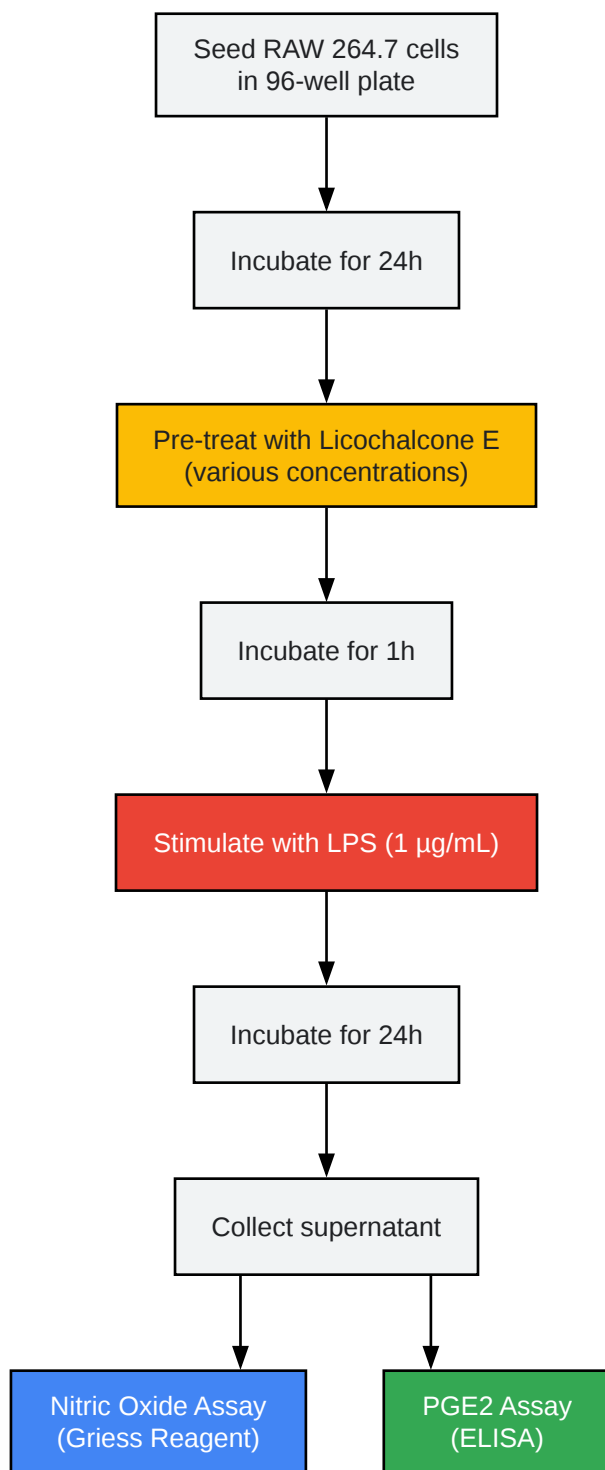 Seed RAW 264.7 cells
in 96-well plate
Incubate for 24h
Pre-treat with Licochalcone E
(various concentrations)
Incubate for 1h
Stimulate with LPS (1 µg/mL)
Incubate for 24h
Collect supernatant
Nitric Oxide Assay
(Griess Reagent)
PGE2 Assay
(ELISA)